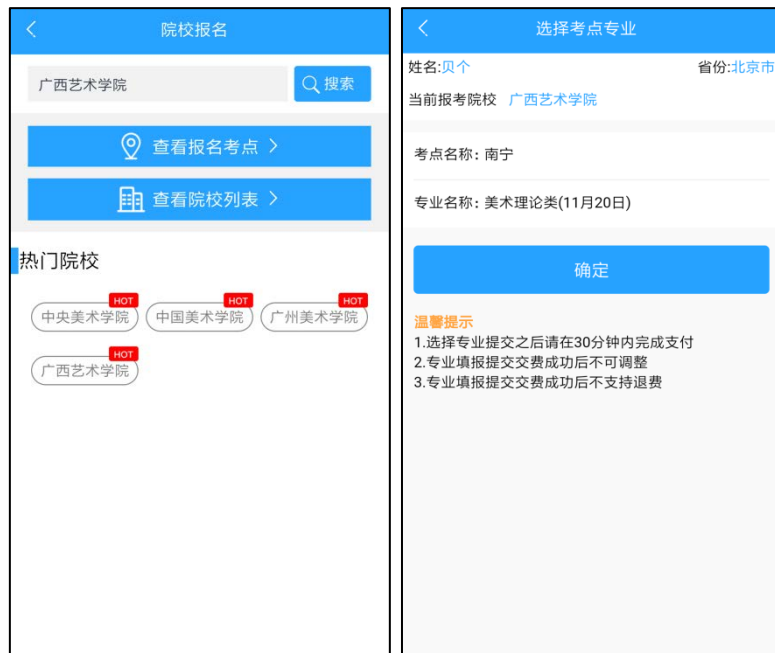 院校报名
广西艺术学院
搜索
查看报名考点
查看院校列表
热门院校
HOT
HOT
HOT
中央美术学院
中国美术学院
广州美术学院
HOT
广西艺术学院
选择考点专业
姓名:贝个 省份:北京市
当前报考院校 广西艺术学院
考点名称: 南宁
专业名称: 美术理论类(11月20日)
确定
温馨提示
1.选择专业提交之后请在30分钟内完成支付
2.专业填报提交交费成功后不可调整
3.专业填报提交交费成功后不支持退费